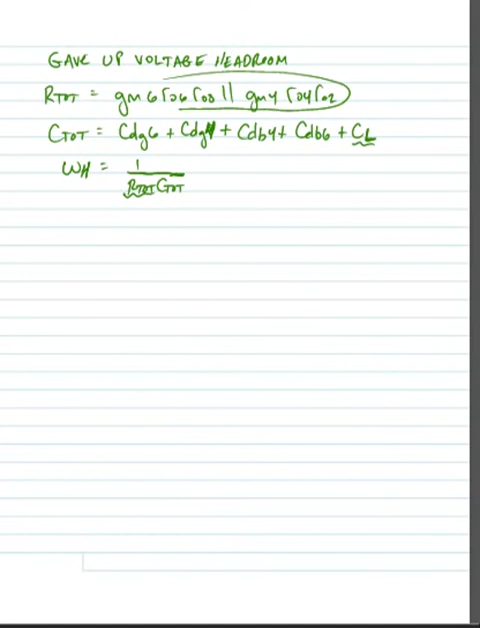 GAVE UP VOLTAGE HEADROOM
RTOT = gm6 ro6 ro8 || gm4 ro4 ro2
CTOT = Cdg6 + Cdg4 + Cdb4 + Cdb6 + CL
WH = 1 / RTOT CTOT